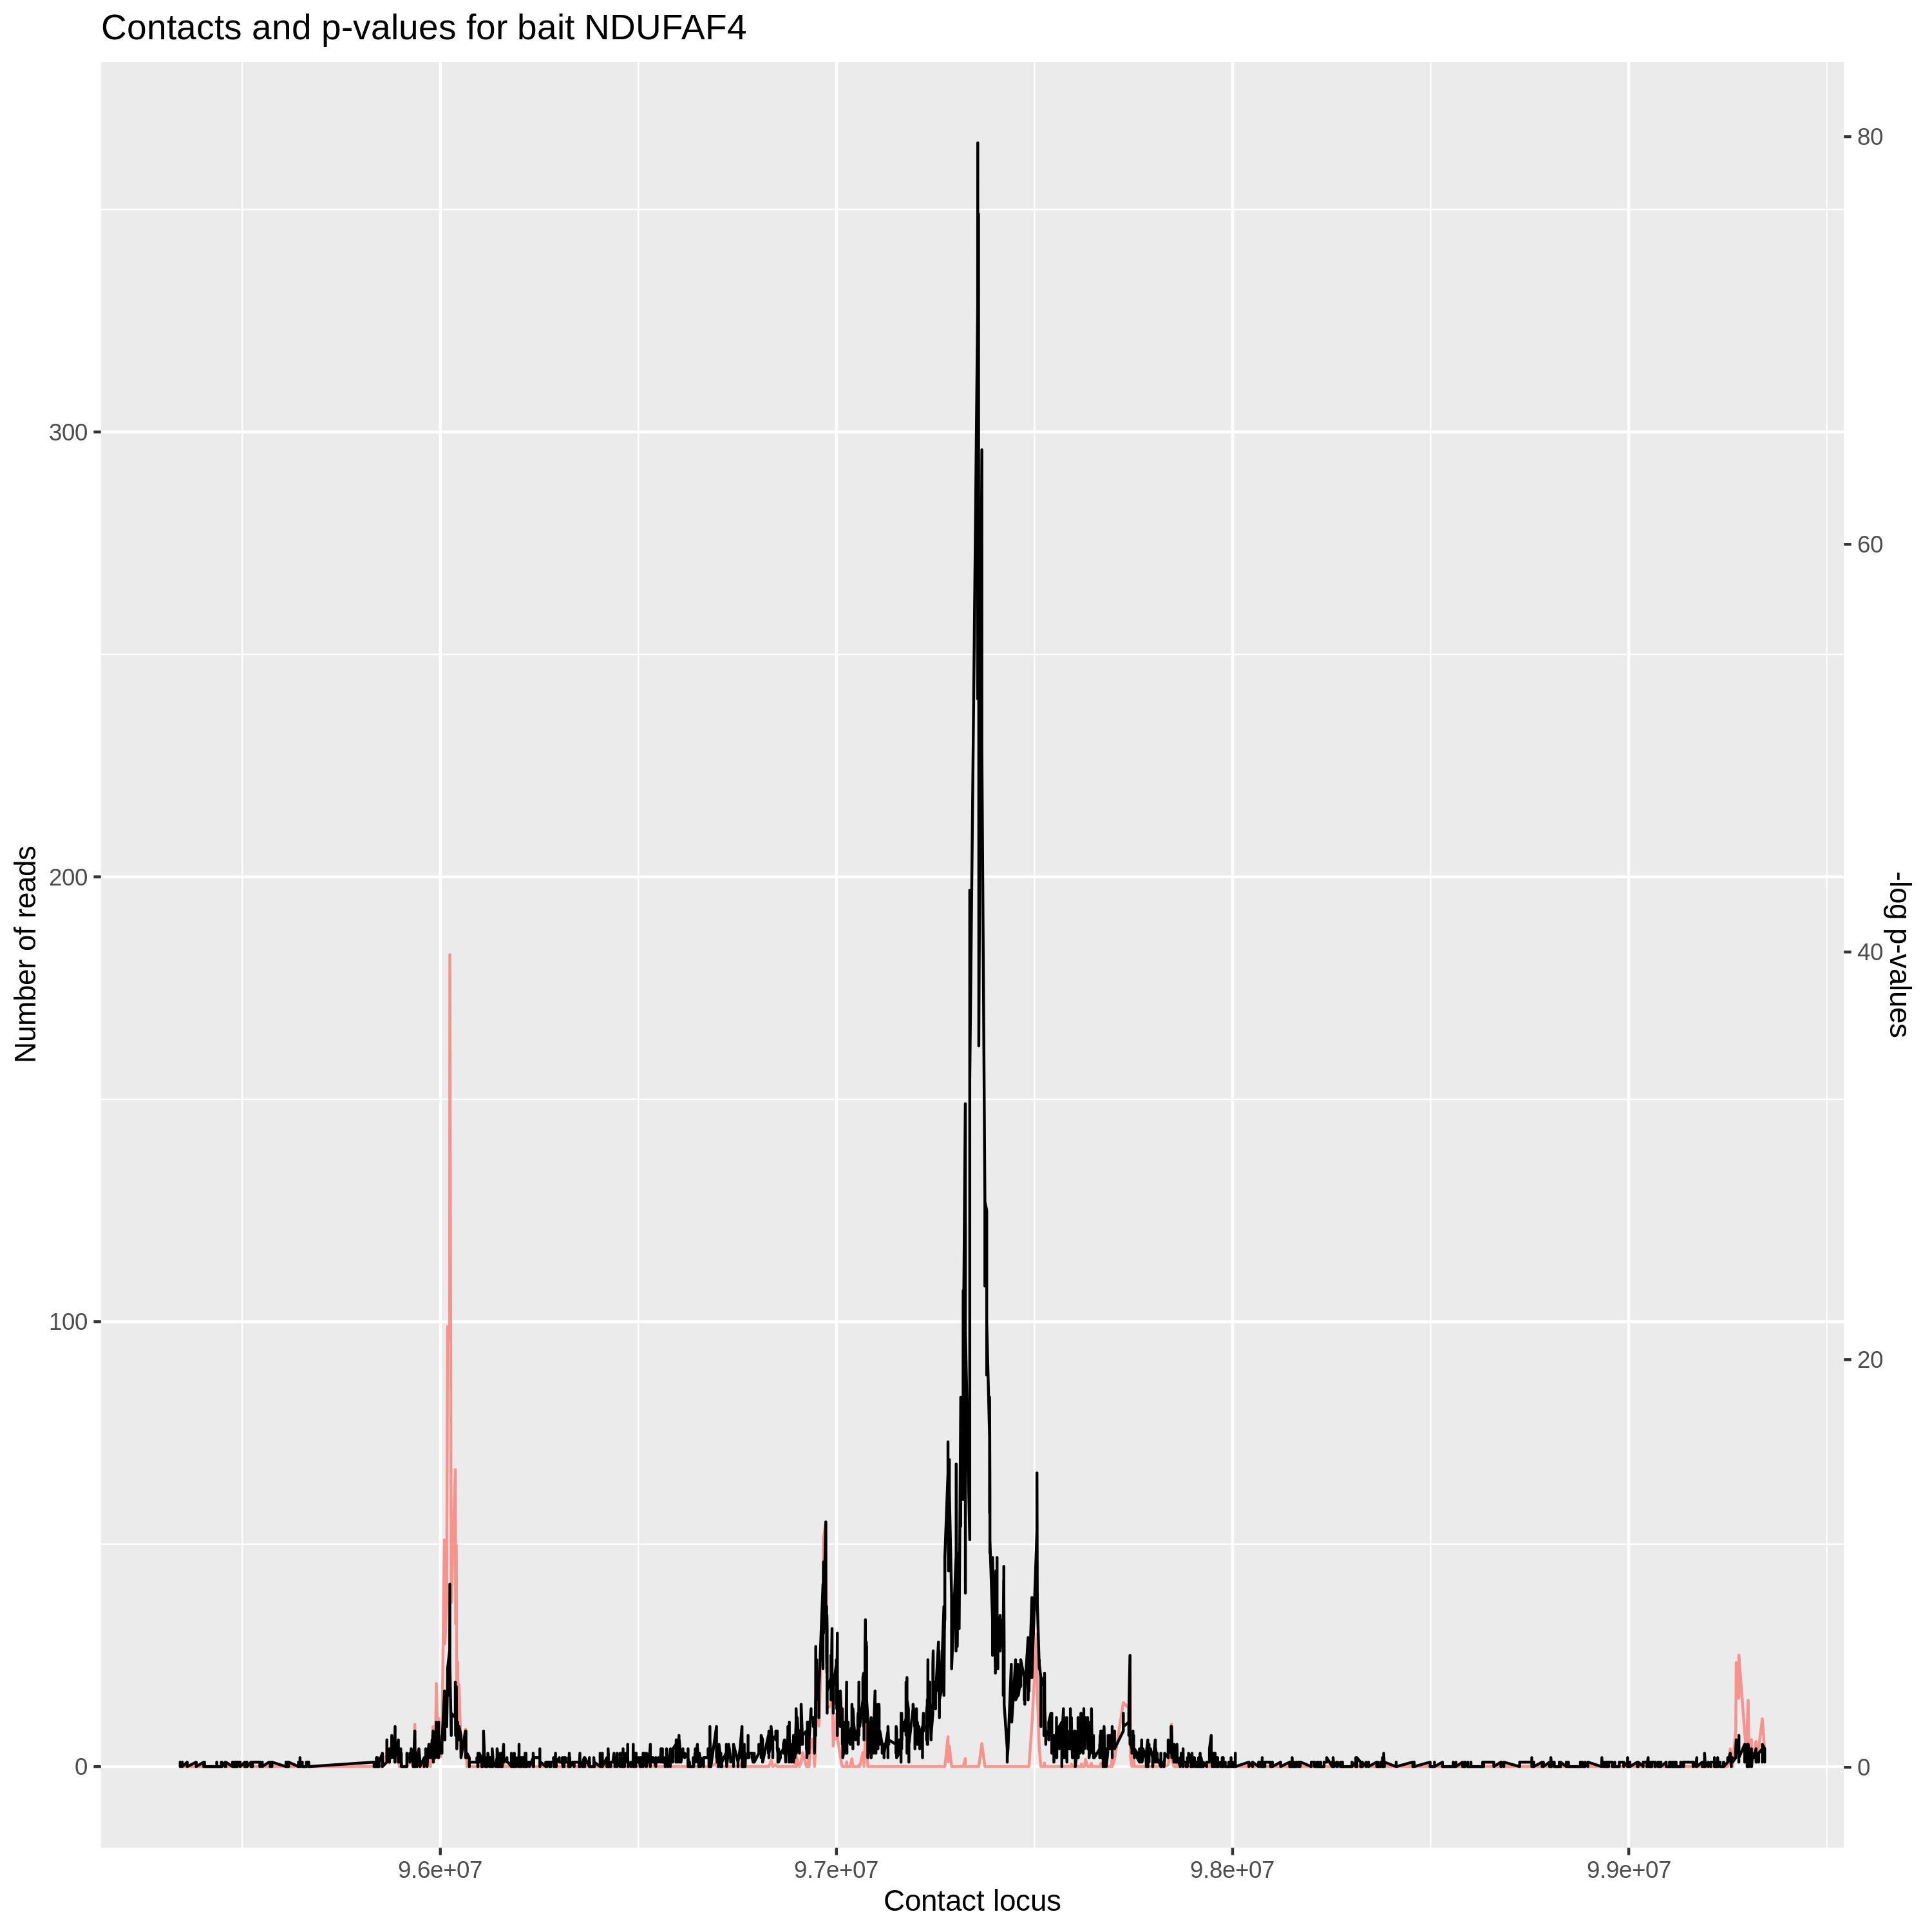 Contacts and p-values for bait NDUFAF4
80
300
60
200
40
100
20
0
0
Number of reads
-log p-values
9.6e+07
9.7e+07
9.8e+07
9.9e+07
Contact locus